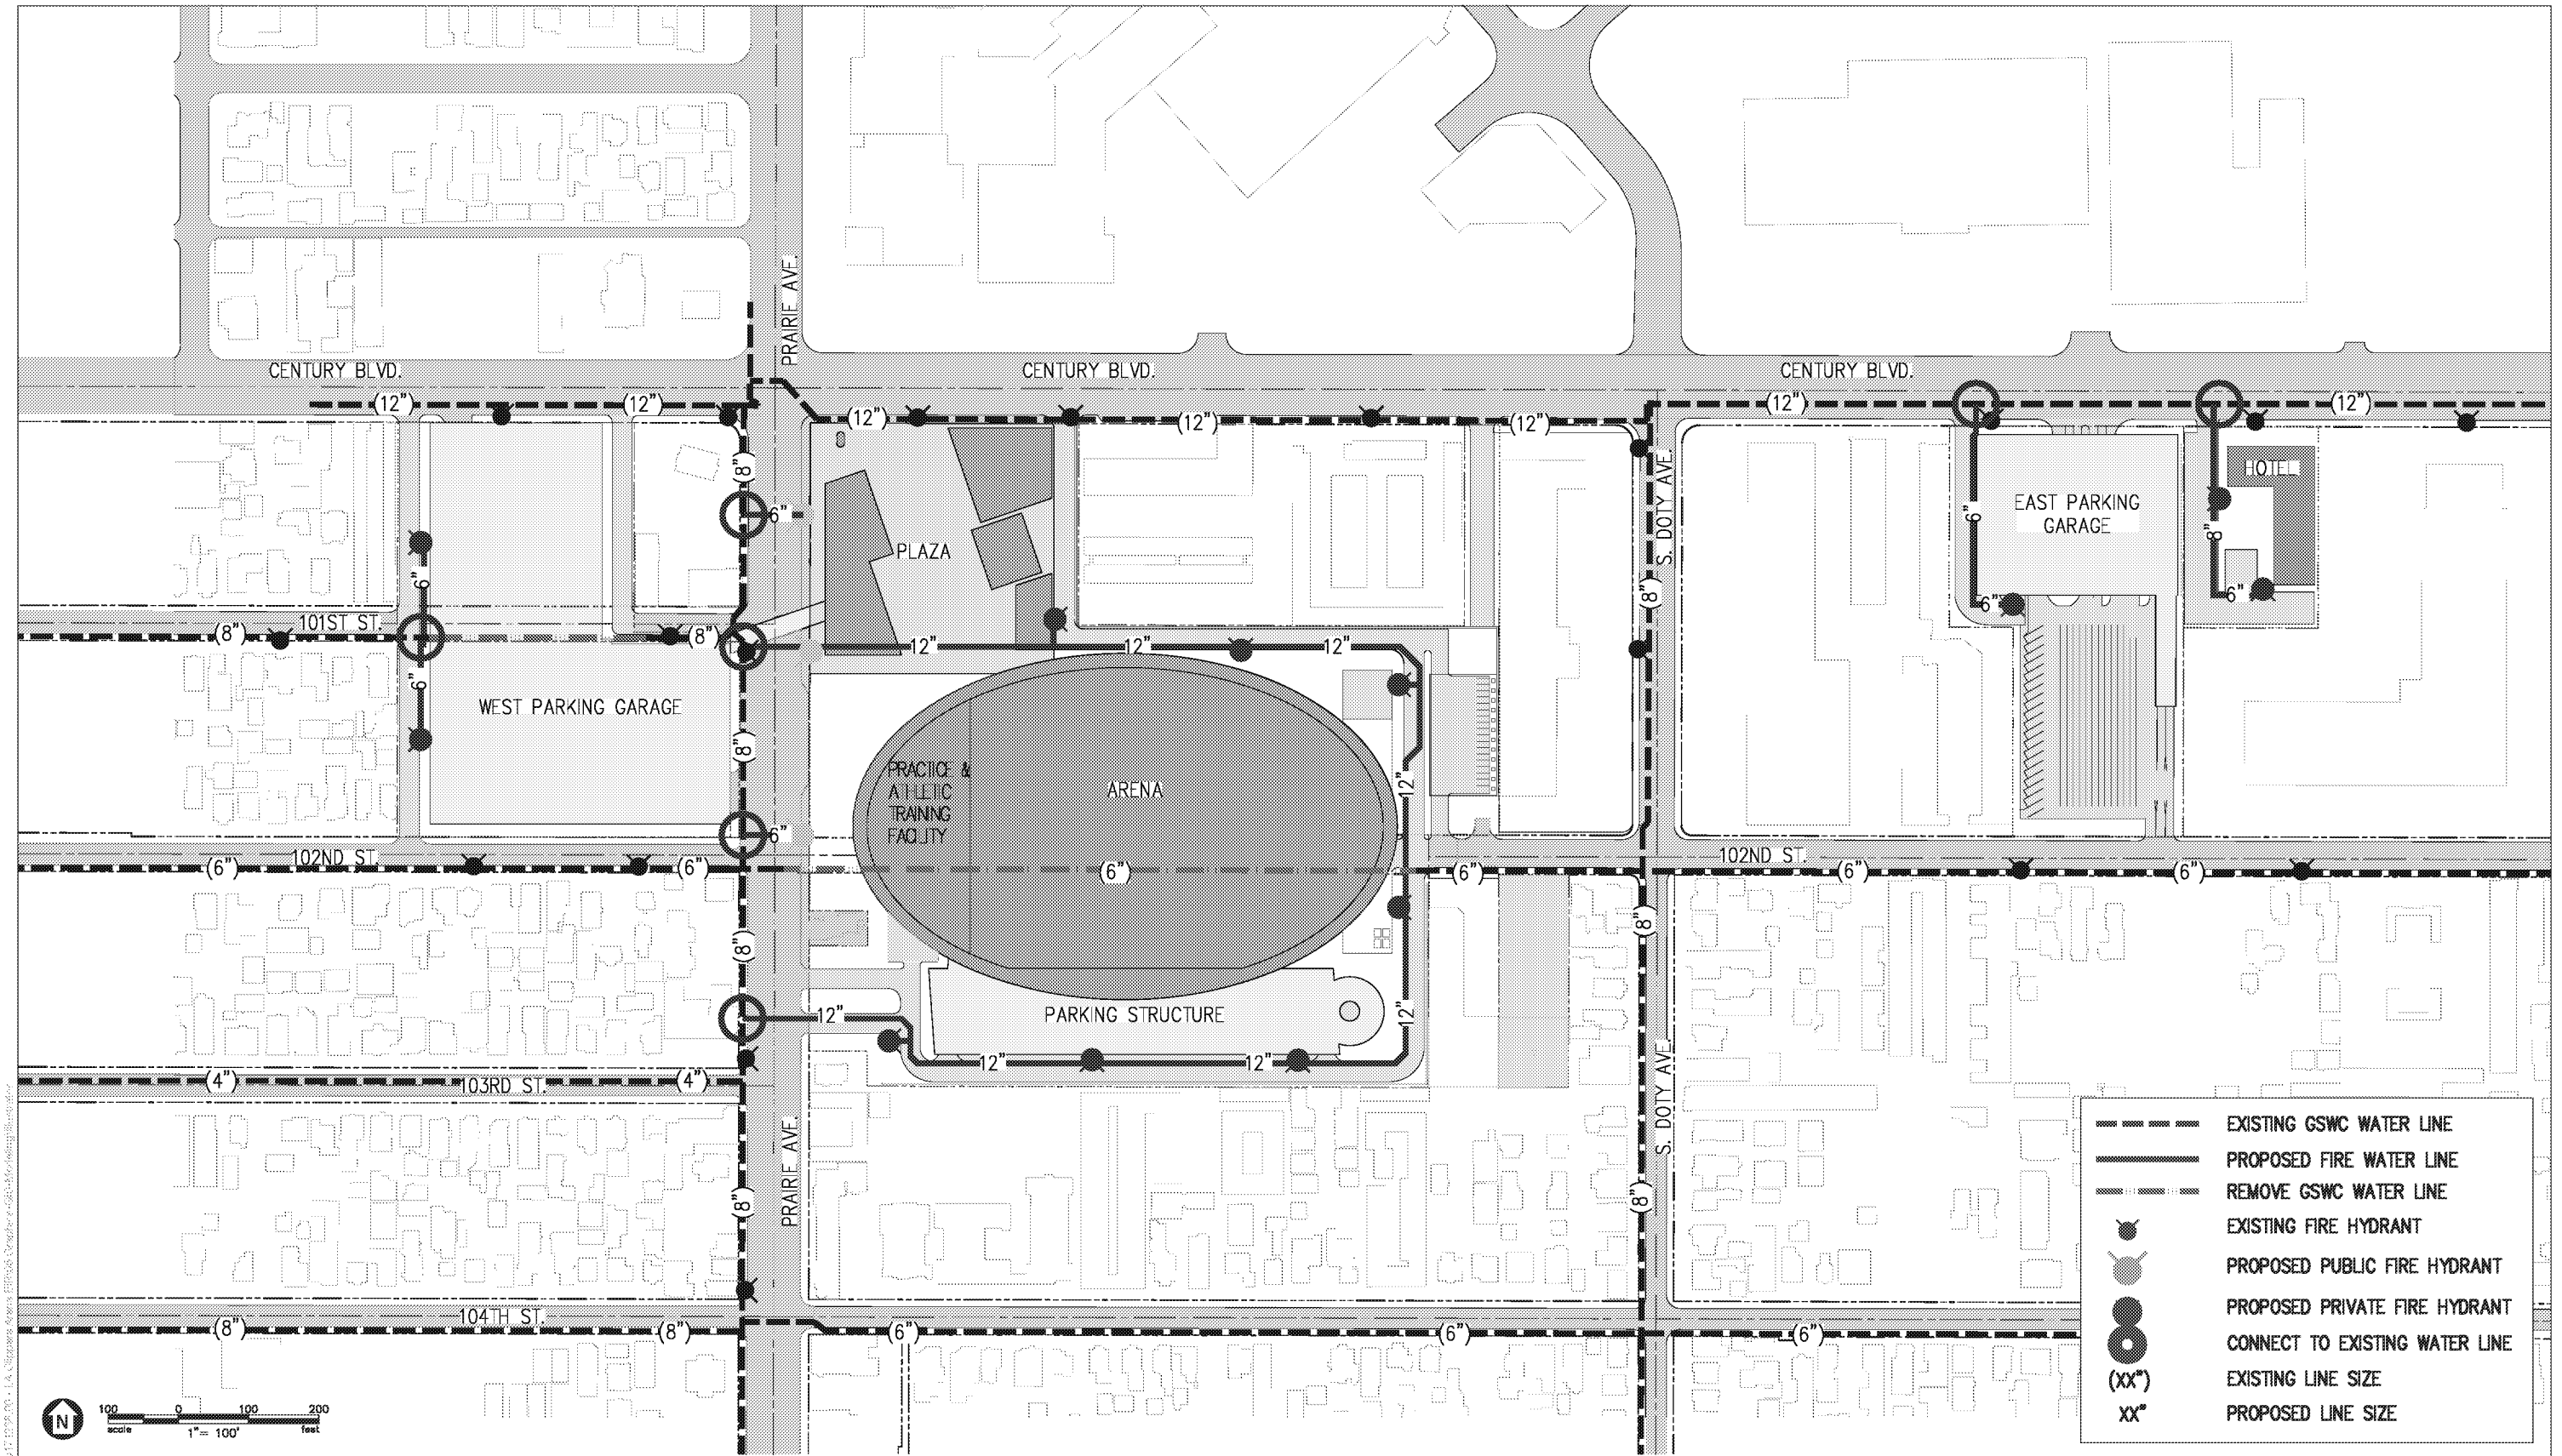 PRAIRIE AVE.
CENTURY BLVD.
CENTURY BLVD.
CENTURY BLVD.
(12")
(12")
(12")
(12")
(12")
(12")
(12")
(8")
6"
HOTEL
EAST PARKING
GARAGE
PLAZA
S. DOTY AVE.
6"
8"
6"
(8")
6"
6"
101ST ST.
(8")
(8")
12"
12"
12"
6"
WEST PARKING GARAGE
(8")
PRACTICE &
ATHLETIC
TRAINING
FACILITY
ARENA
12"
6"
102ND ST.
102ND ST.
(6")
(6")
(6")
(6")
(6")
(6")
(8")
(8")
12"
PARKING STRUCTURE
12"
12"
12"
(4")
103RD ST.
(4")
S. DOTY AVE.
PRAIRIE AVE.
(8")
(8")
104TH ST.
(8")
(8")
(6")
(6")
(6")
EXISTING GSWC WATER LINE
PROPOSED FIRE WATER LINE
REMOVE GSWC WATER LINE
EXISTING FIRE HYDRANT
PROPOSED PUBLIC FIRE HYDRANT
PROPOSED PRIVATE FIRE HYDRANT
CONNECT TO EXISTING WATER LINE
(XX") EXISTING LINE SIZE
XX" PROPOSED LINE SIZE
N
100 0 100 200
scale 1"= 100' feet